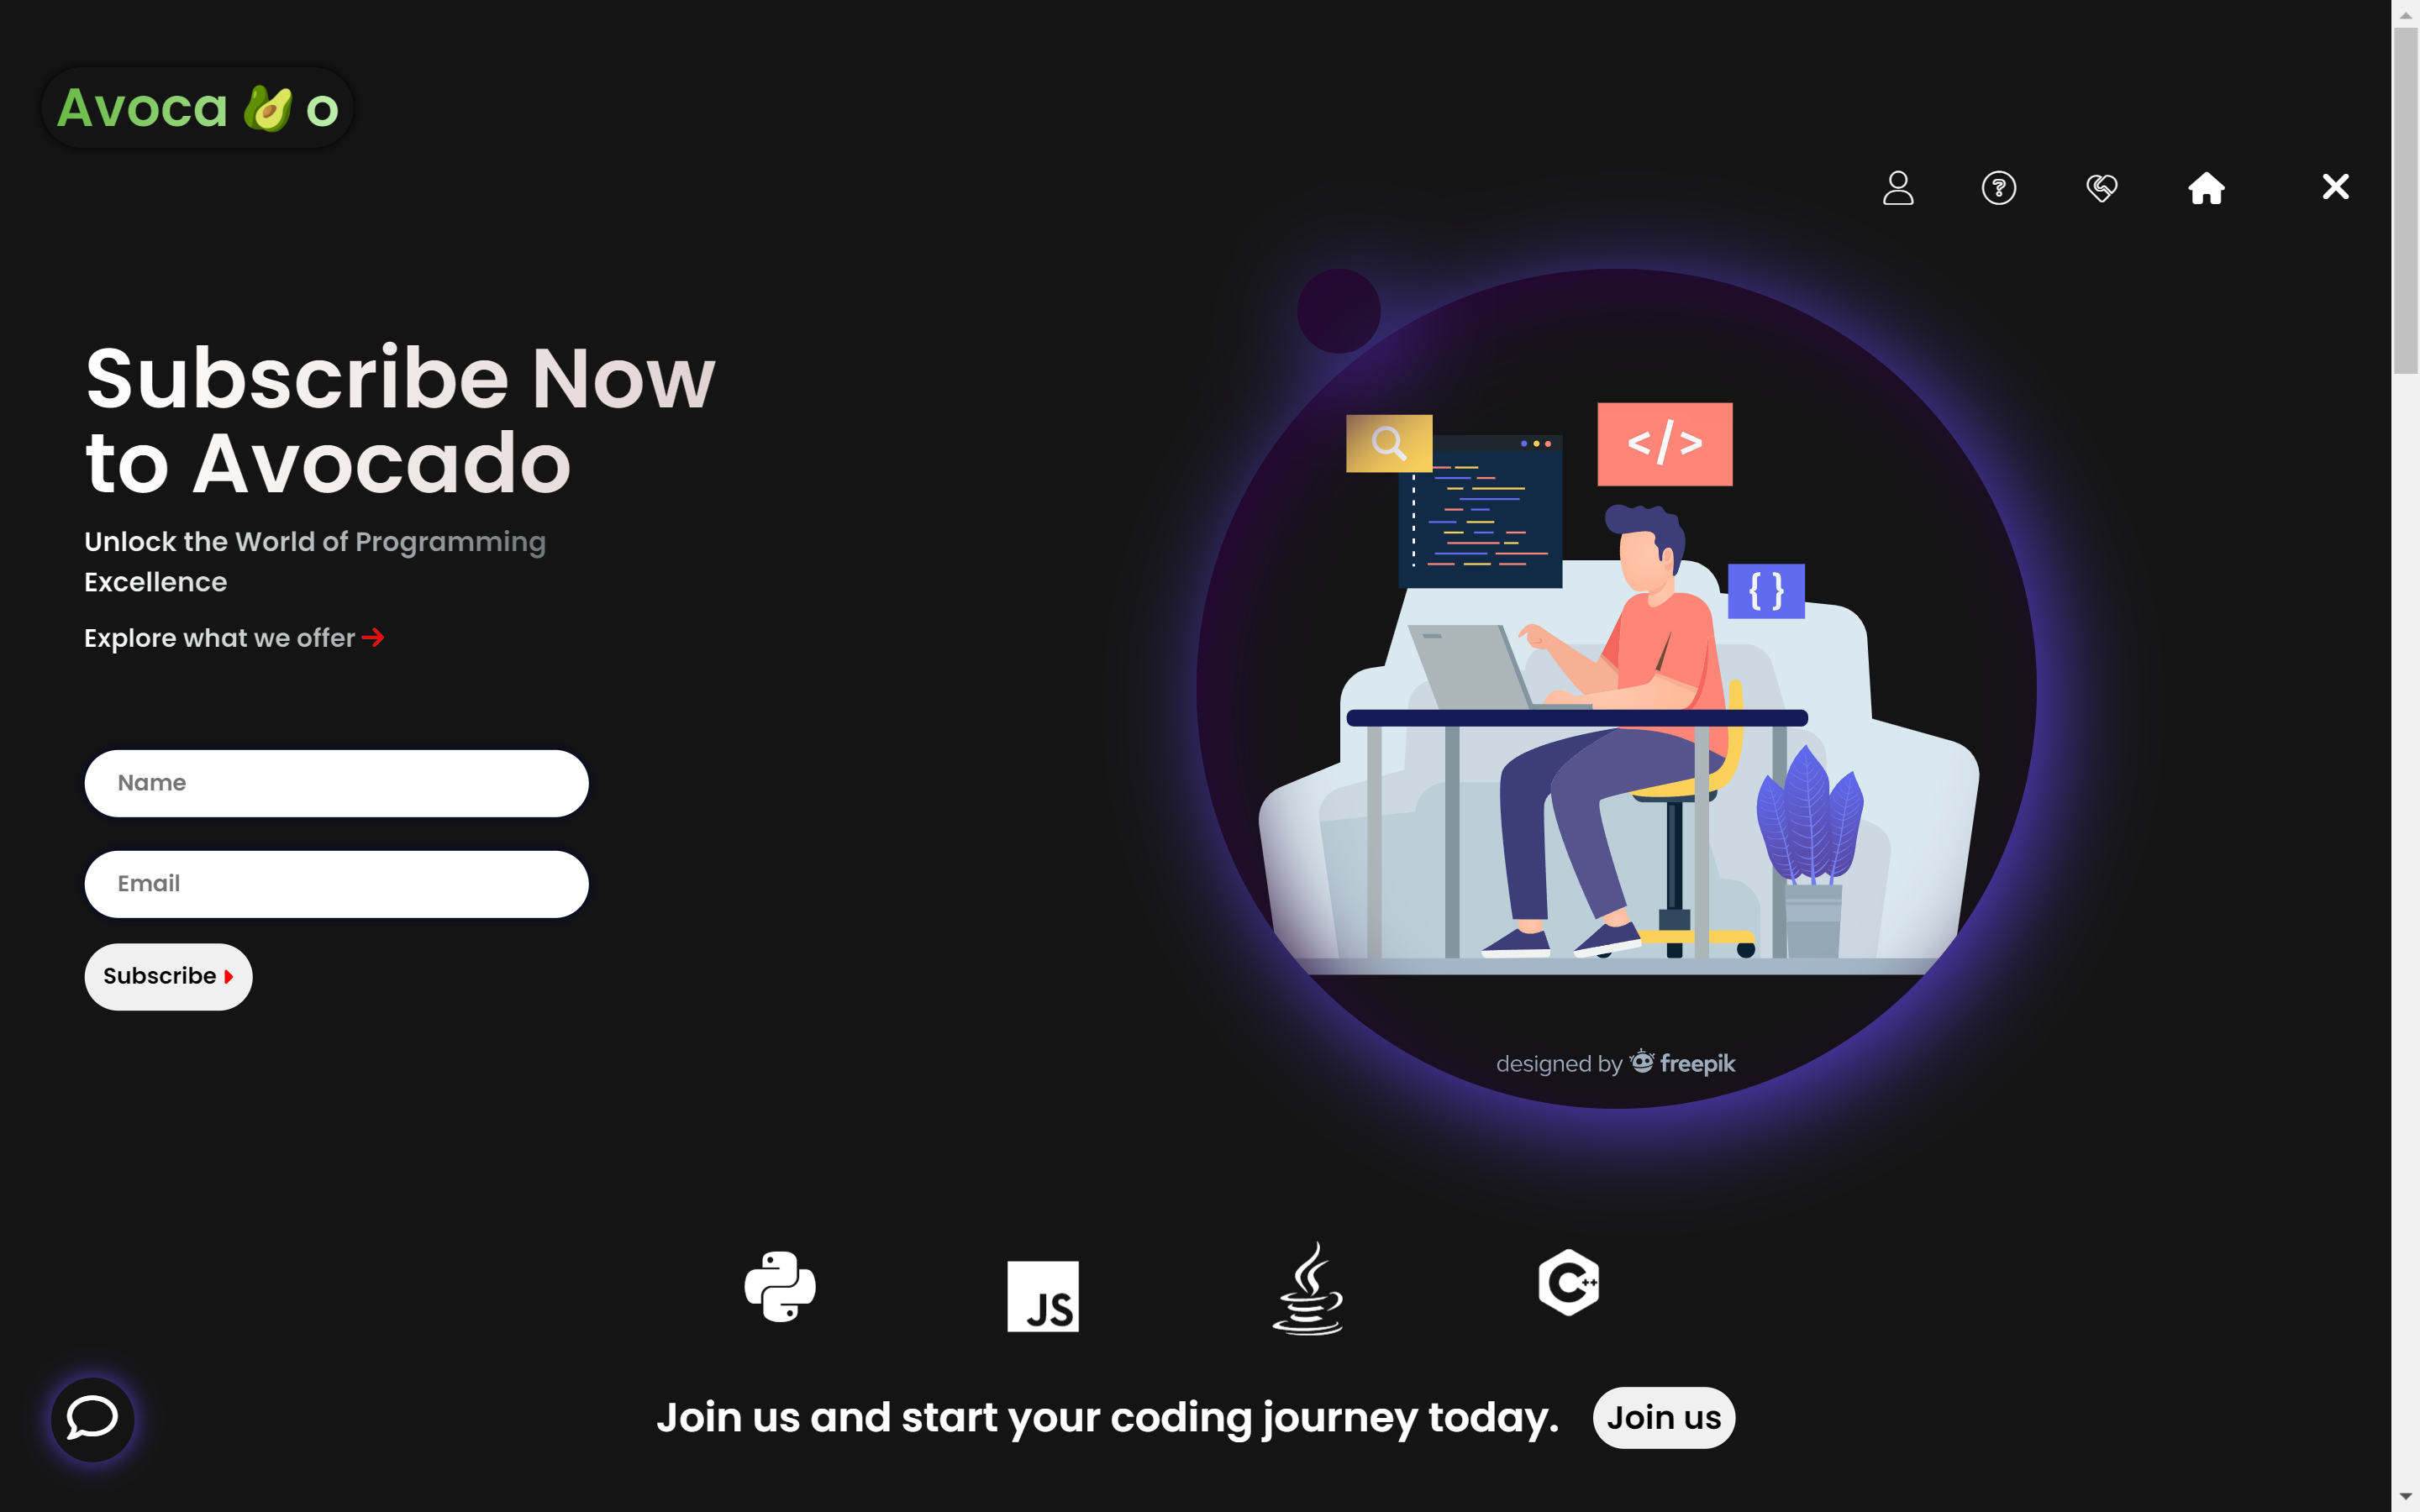 Avoca🥑o
Subscribe Now
to Avocado
Unlock the World of Programming
Excellence
Explore what we offer →
</>
{ }
Name
Email
Subscribe
designed by freepik
JS
C++
Join us and start your coding journey today.
Join us